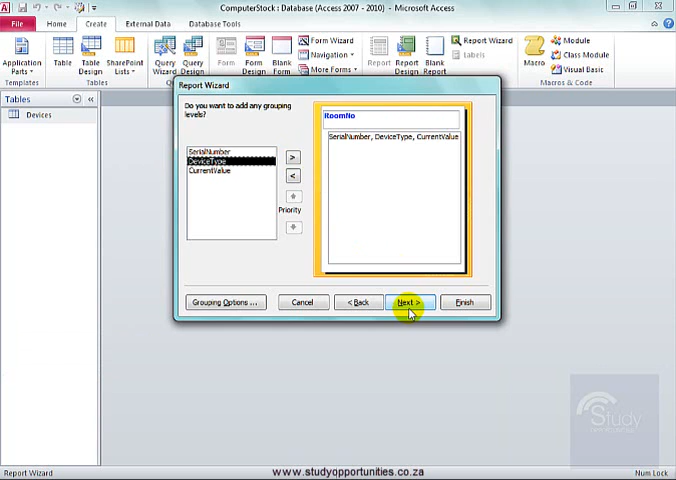 ComputerStock : Database (Access 2007 - 2010) - Microsoft Access
File Home Create External Data Database Tools
Application Parts
Table
Table Design
SharePoint Lists
Query Wizard
Query Design
Form
Form Design
Blank Form
Form Wizard
Navigation
More Forms
Report
Report Design
Blank Report
Report Wizard
Labels
Macro
Module
Class Module
Visual Basic
Templates
Tables
Macros & Code
Tables
Devices
Report Wizard
Do you want to add any grouping
levels?
SerialNumber
DeviceType
CurrentValue
Priority
RoomNo
SerialNumber, DeviceType, CurrentValue
Grouping Options ...
Cancel
< Back
Next >
Finish
Study
Report Wizard
www.studyopportunities.co.za
Num Lock